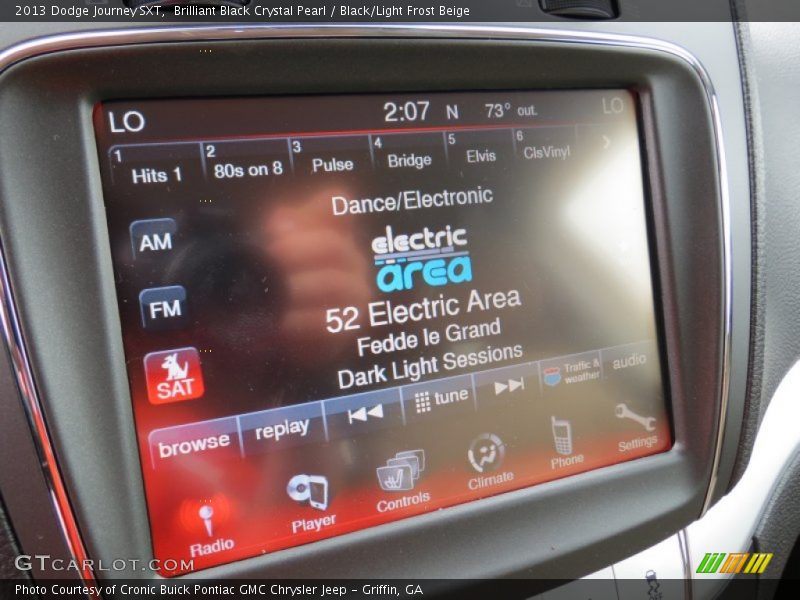 2013 Dodge Journey SXT,  Brilliant Black Crystal Pearl / Black/Light Frost Beige
LO 2:07 N 73° out. LO
1 Hits 1 2 80s on 8 3 Pulse 4 Bridge 5 Elvis 6 ClsVinyl
Dance/Electronic
AM
electric
area
FM
52 Electric Area
Fedde le Grand
Dark Light Sessions
SAT
browse replay tune Traffic & weather audio
Radio Player Controls Climate Phone Settings
GTCARLOT.COM
Photo Courtesy of Cronic Buick Pontiac GMC Chrysler Jeep – Griffin, GA